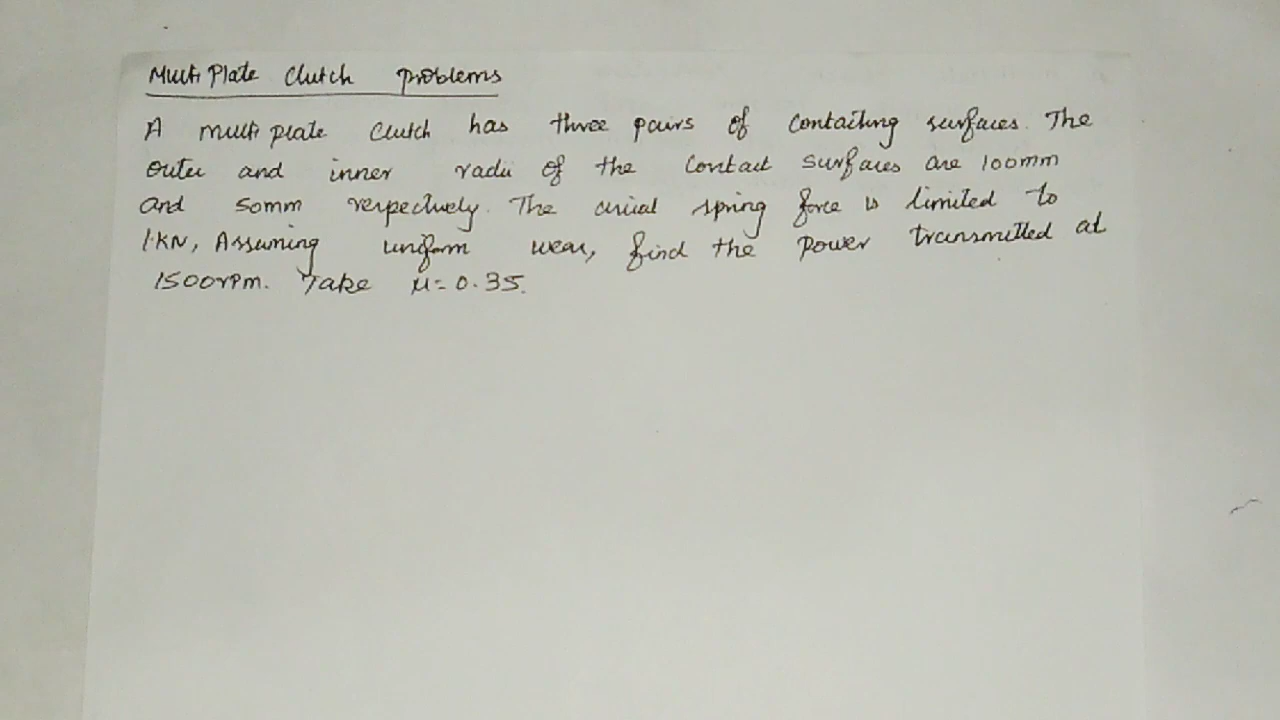 Multi Plate Clutch problems
A multi plate clutch has three pairs of contacting surfaces. The
outer and inner radii of the contact surfaces are 100mm
and 50mm respectively. The axial spring force is limited to
1KN, Assuming uniform wear, find the power transmitted at
1500rpm. Take μ= 0.35.